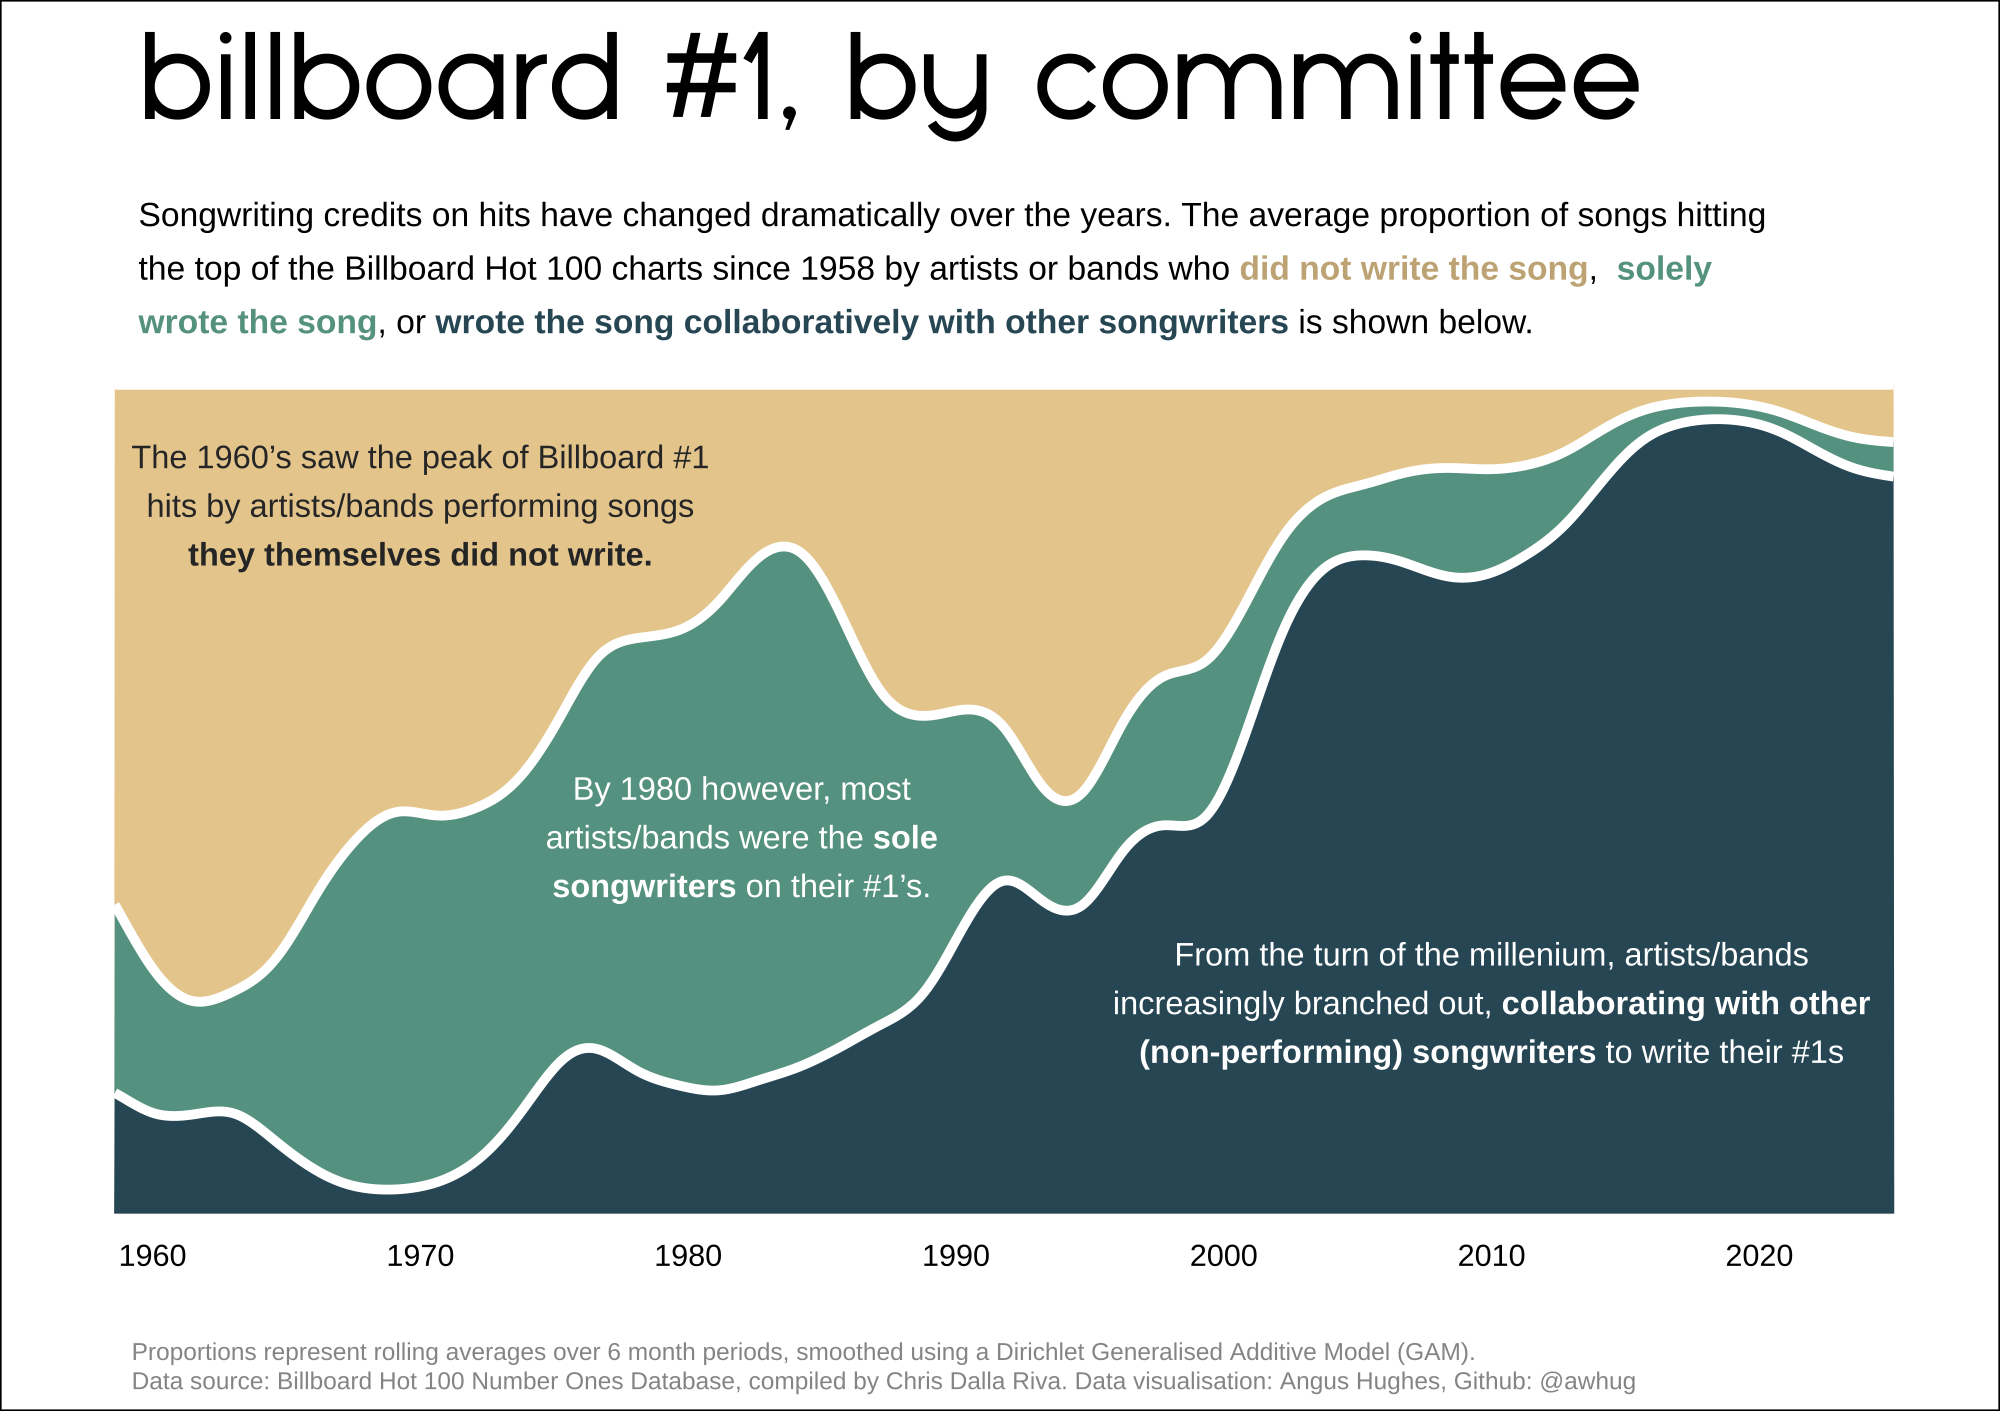 billboard #1, by committee
Songwriting credits on hits have changed dramatically over the years. The average proportion of songs hitting
the top of the Billboard Hot 100 charts since 1958 by artists or bands who did not write the song, solely
wrote the song, or wrote the song collaboratively with other songwriters is shown below.
The 1960’s saw the peak of Billboard #1
hits by artists/bands performing songs
they themselves did not write.
By 1980 however, most
artists/bands were the sole
songwriters on their #1’s.
From the turn of the millenium, artists/bands
increasingly branched out, collaborating with other
(non-performing) songwriters to write their #1s
1960 1970 1980 1990 2000 2010 2020
Proportions represent rolling averages over 6 month periods, smoothed using a Dirichlet Generalised Additive Model (GAM).
Data source: Billboard Hot 100 Number Ones Database, compiled by Chris Dalla Riva. Data visualisation: Angus Hughes, Github: @awhug